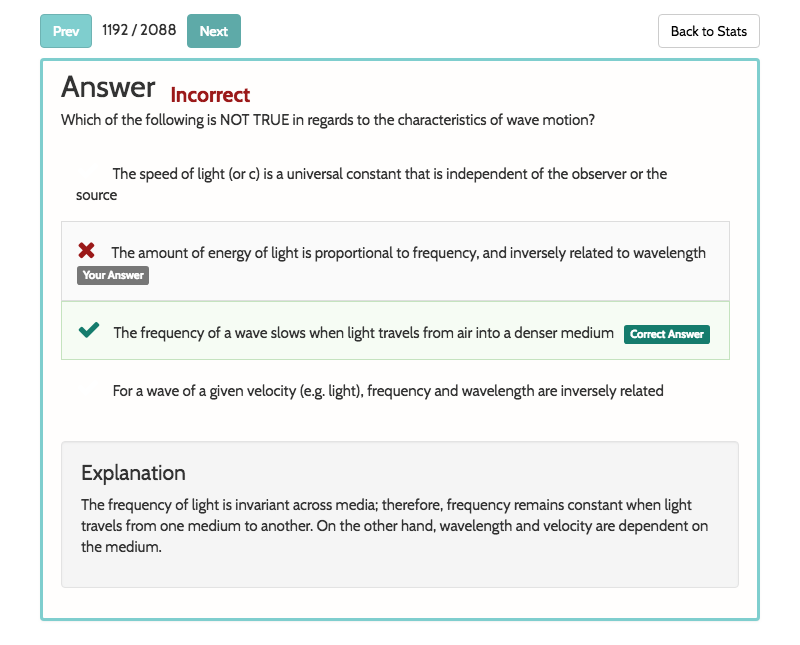 Prev 1192 / 2088 Next Back to Stats
Answer Incorrect
Which of the following is NOT TRUE in regards to the characteristics of wave motion?
The speed of light (or c) is a universal constant that is independent of the observer or the
source
The amount of energy of light is proportional to frequency, and inversely related to wavelength
Your Answer
The frequency of a wave slows when light travels from air into a denser medium Correct Answer
For a wave of a given velocity (e.g. light), frequency and wavelength are inversely related
Explanation
The frequency of light is invariant across media; therefore, frequency remains constant when light
travels from one medium to another. On the other hand, wavelength and velocity are dependent on
the medium.